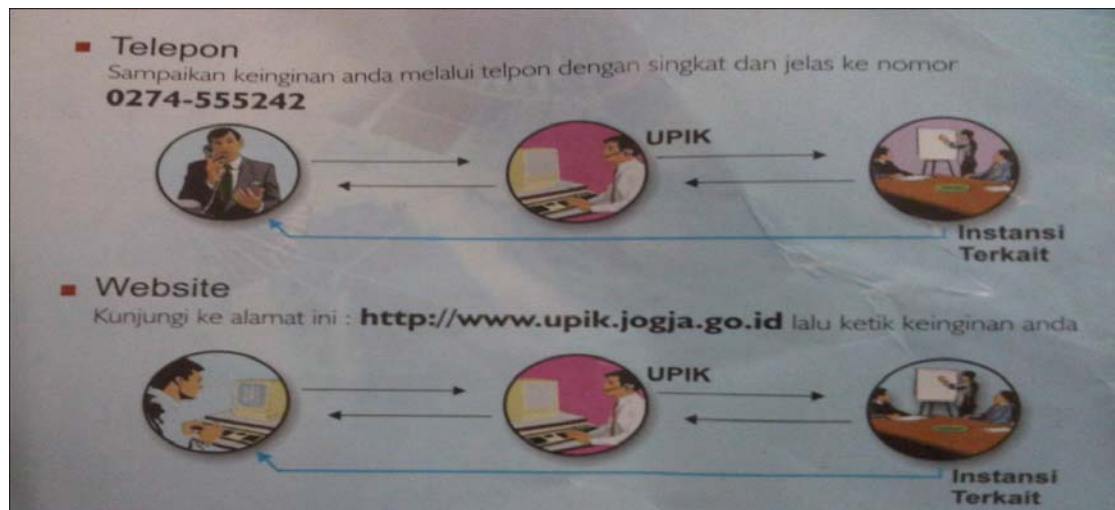 Telepon
Sampaikan keinginan anda melalui telpon dengan singkat dan jelas ke nomor
0274-555242
UPIK
Instansi
Terkait
Website
Kunjungi ke alamat ini : http://www.upik.jogja.go.id lalu ketik keinginan anda
UPIK
Instansi
Terkait